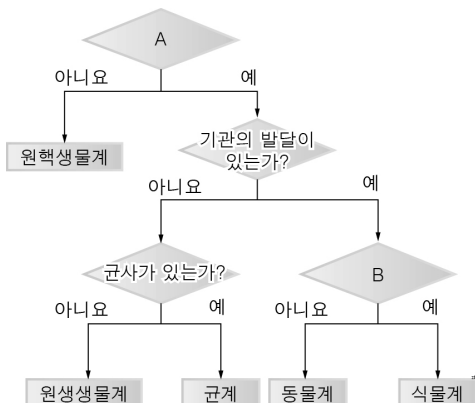 A
아니요
예
원핵생물계
기관의 발달이
있는가?
아니요
예
균사가 있는가?
B
아니요
예
아니요
예
원생생물계
균계
동물계
식물계